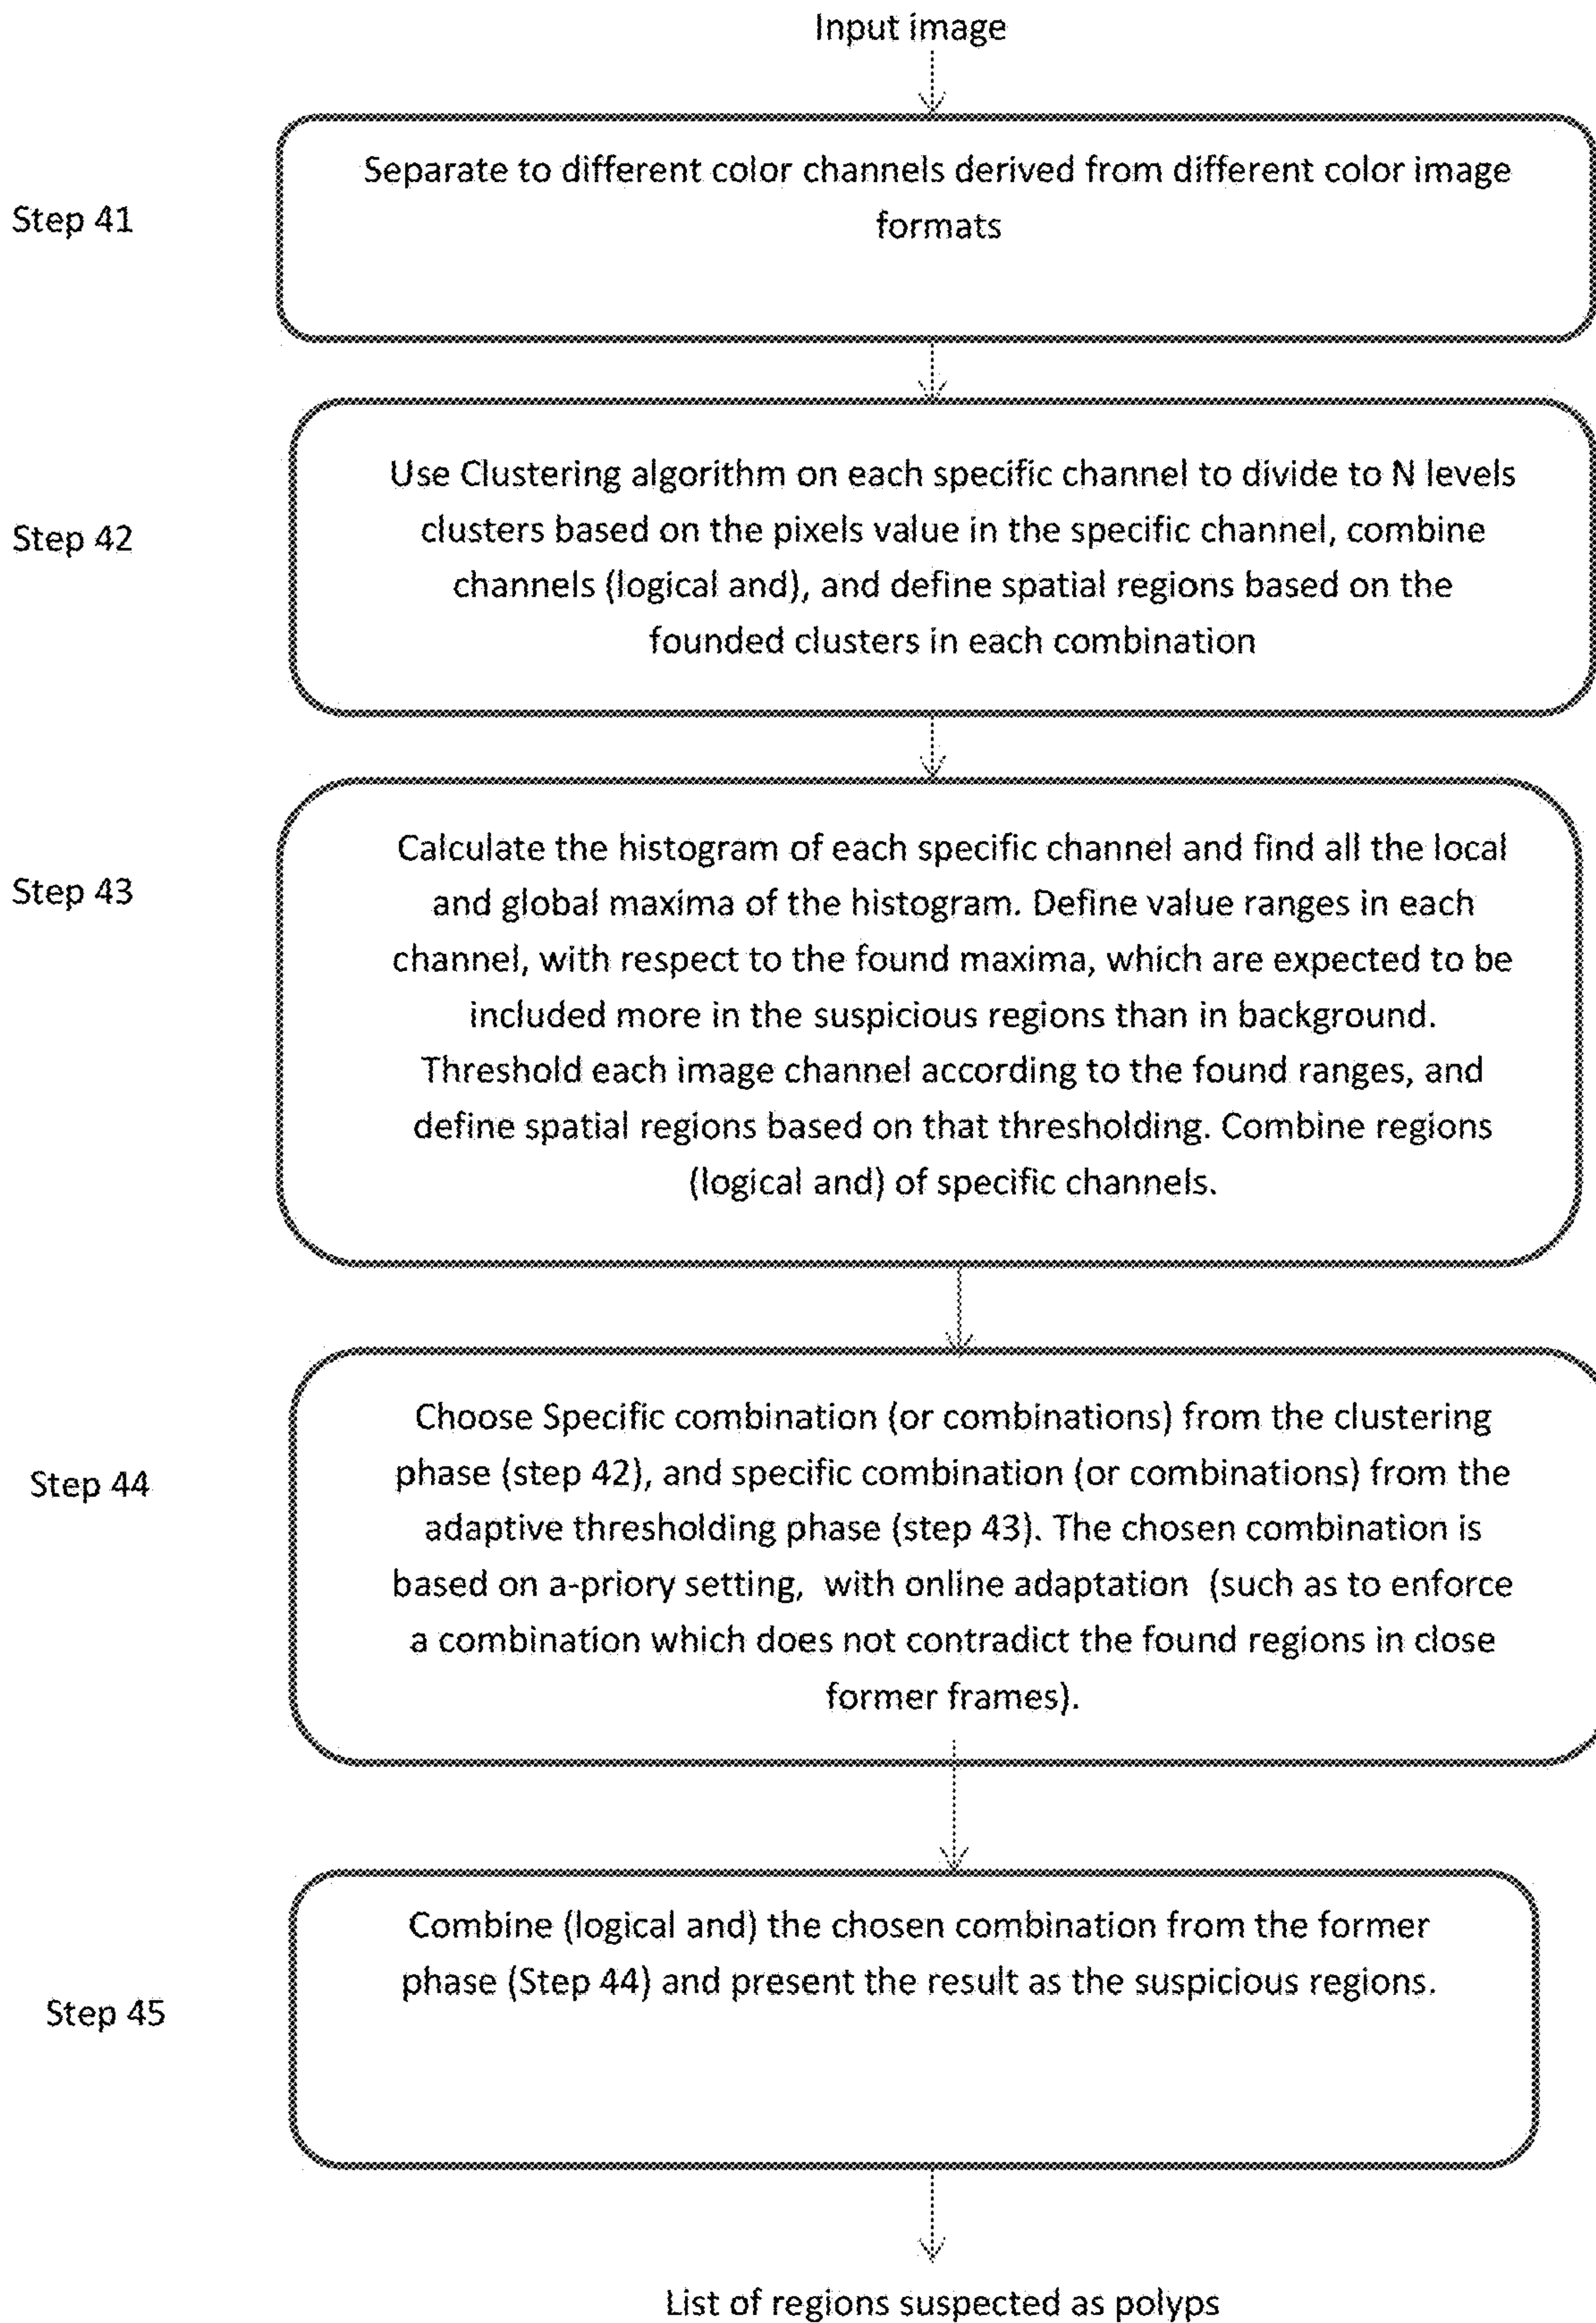 Input image
Separate to different color channels derived from different color image
formats
Step 41
Use Clustering algorithm on each specific channel to divide to N levels
clusters based on the pixels value in the specific channel, combine
channels (logical and), and define spatial regions based on the
founded clusters in each combination
Step 42
Calculate the histogram of each specific channel and find all the local
and global maxima of the histogram. Define value ranges in each
channel, with respect to the found maxima, which are expected to be
included more in the suspicious regions than in background.
Threshold each image channel according to the found ranges, and
define spatial regions based on that thresholding. Combine regions
(logical and) of specific channels.
Step 43
Choose Specific combination (or combinations) from the clustering
phase (step 42), and specific combination (or combinations) from the
adaptive thresholding phase (step 43). The chosen combination is
based on a-priory setting, with online adaptation (such as to enforce
a combination which does not contradict the found regions in close
former frames).
Step 44
Combine (logical and) the chosen combination from the former
phase (Step 44) and present the result as the suspicious regions.
Step 45
List of regions suspected as polyps